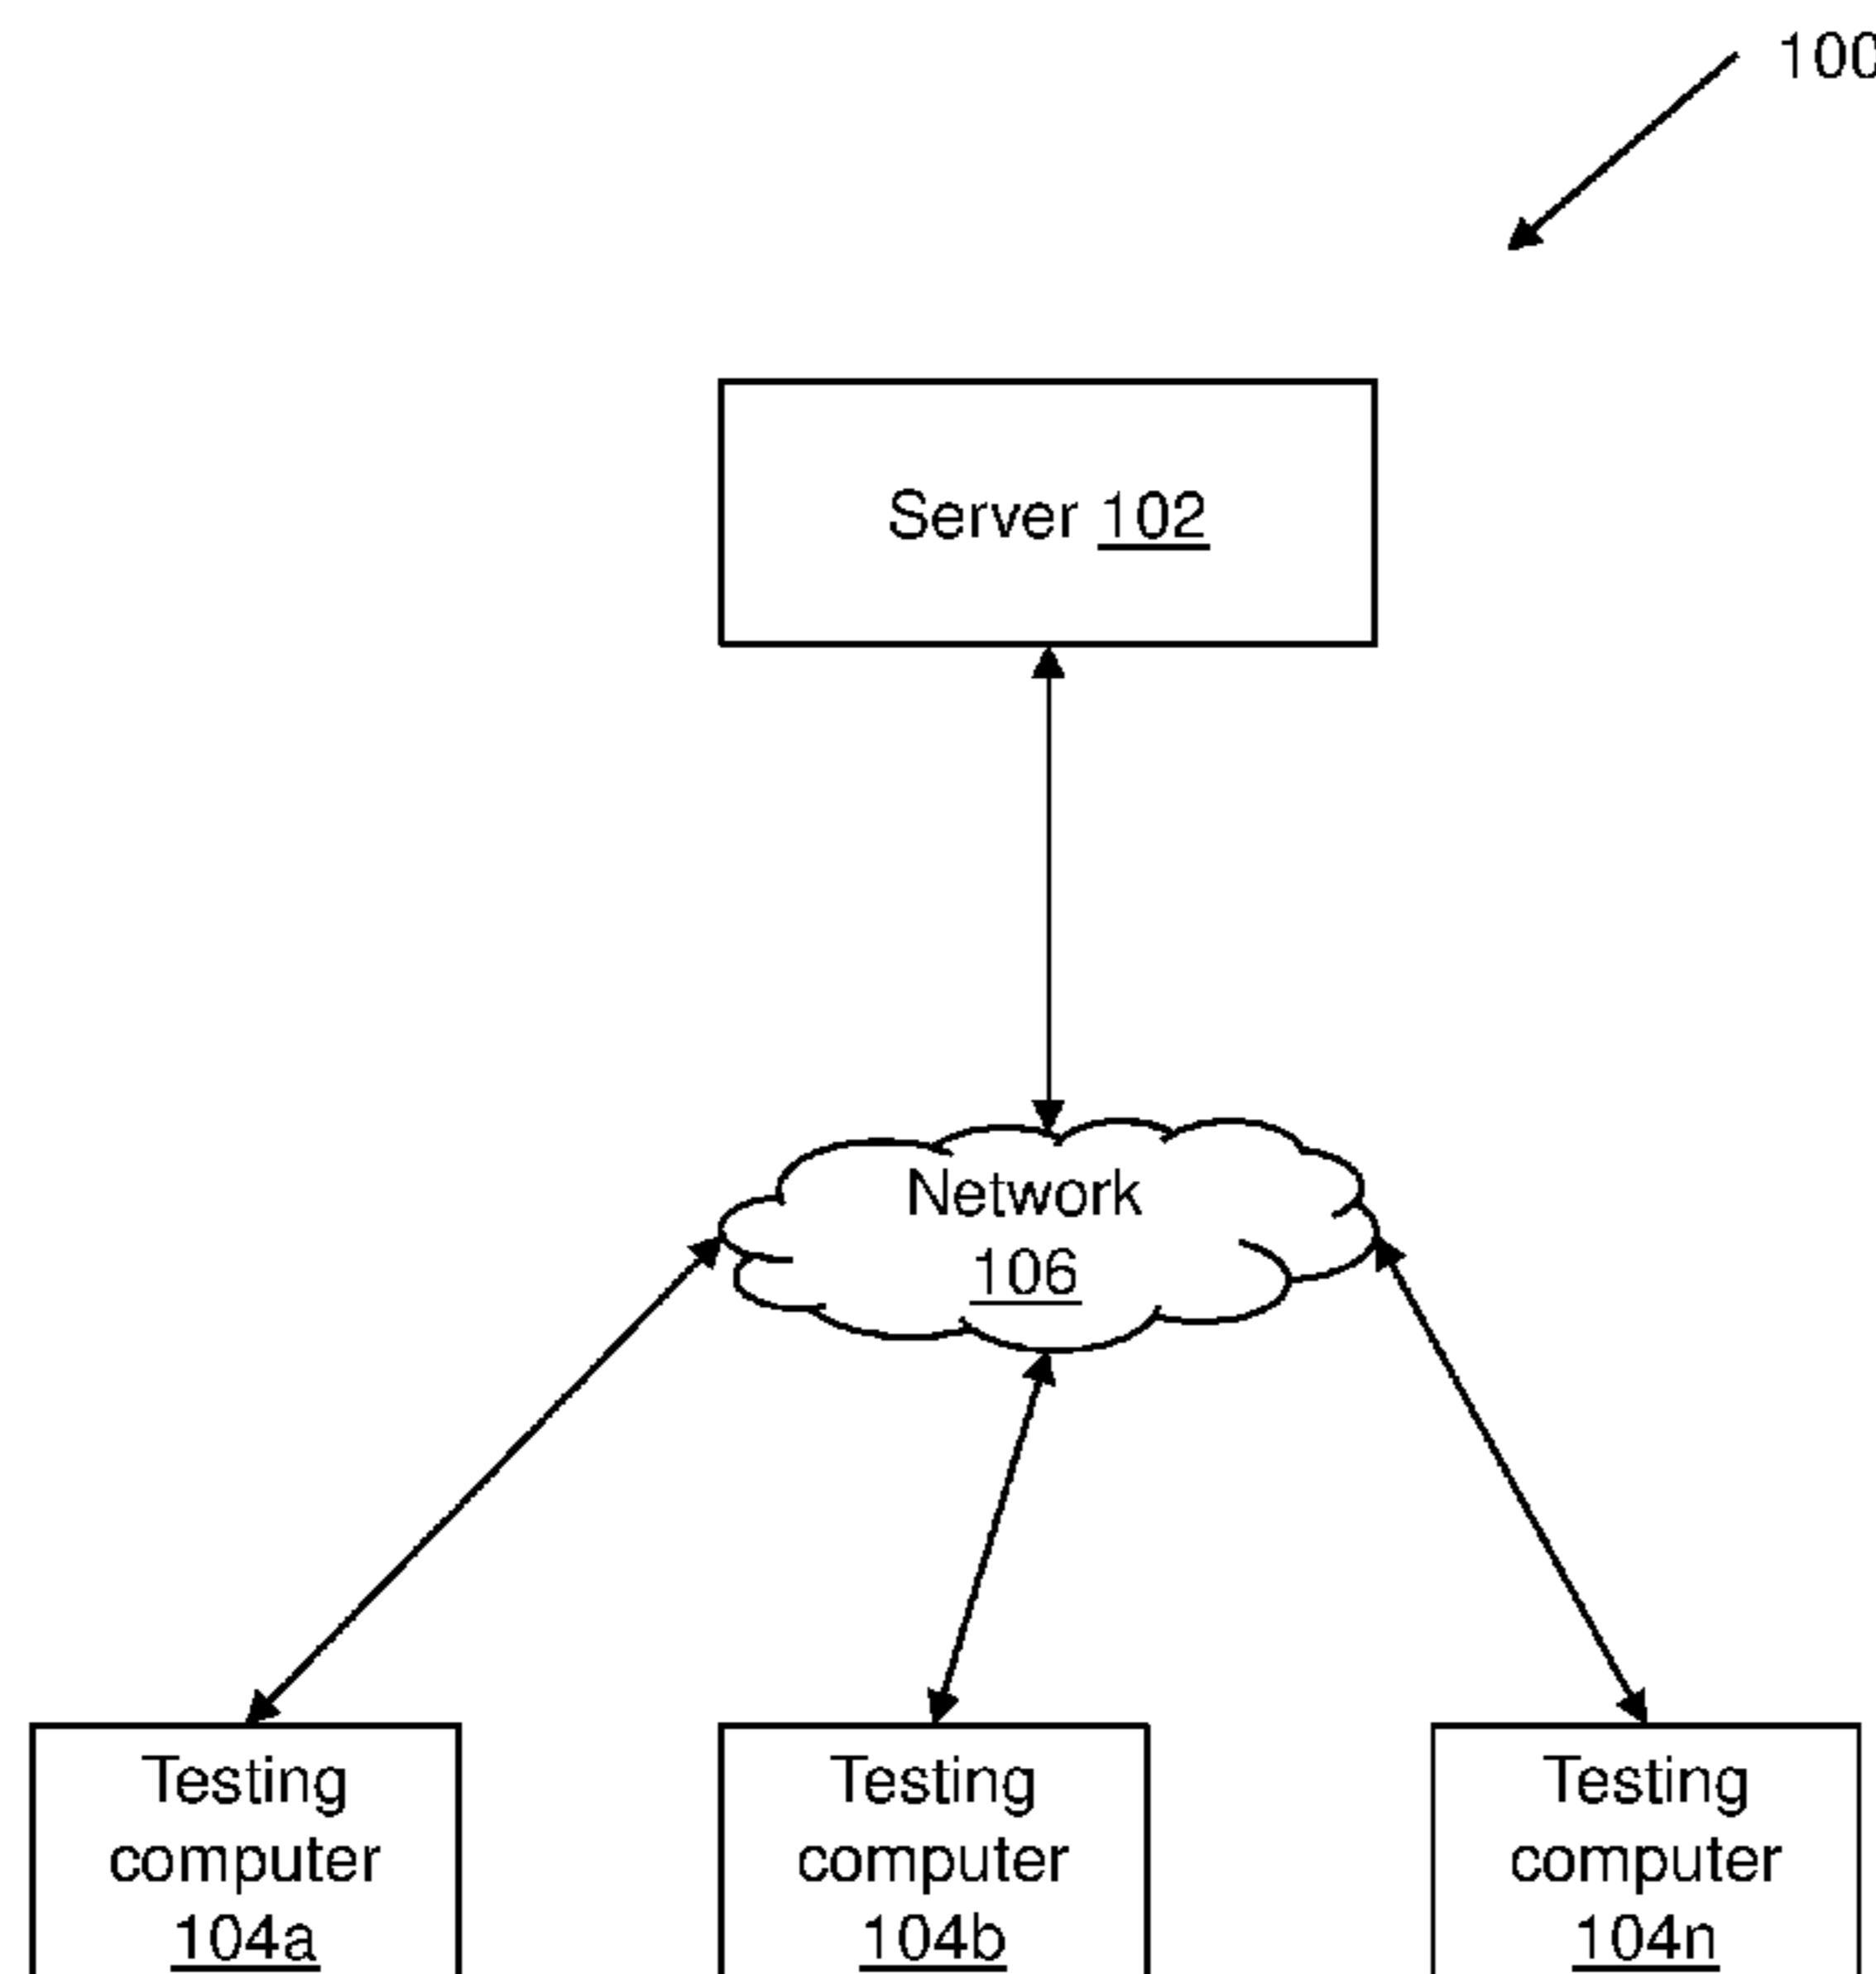 100
Server 102
Network
106
Testing
computer
104a
Testing
computer
104b
Testing
computer
104n